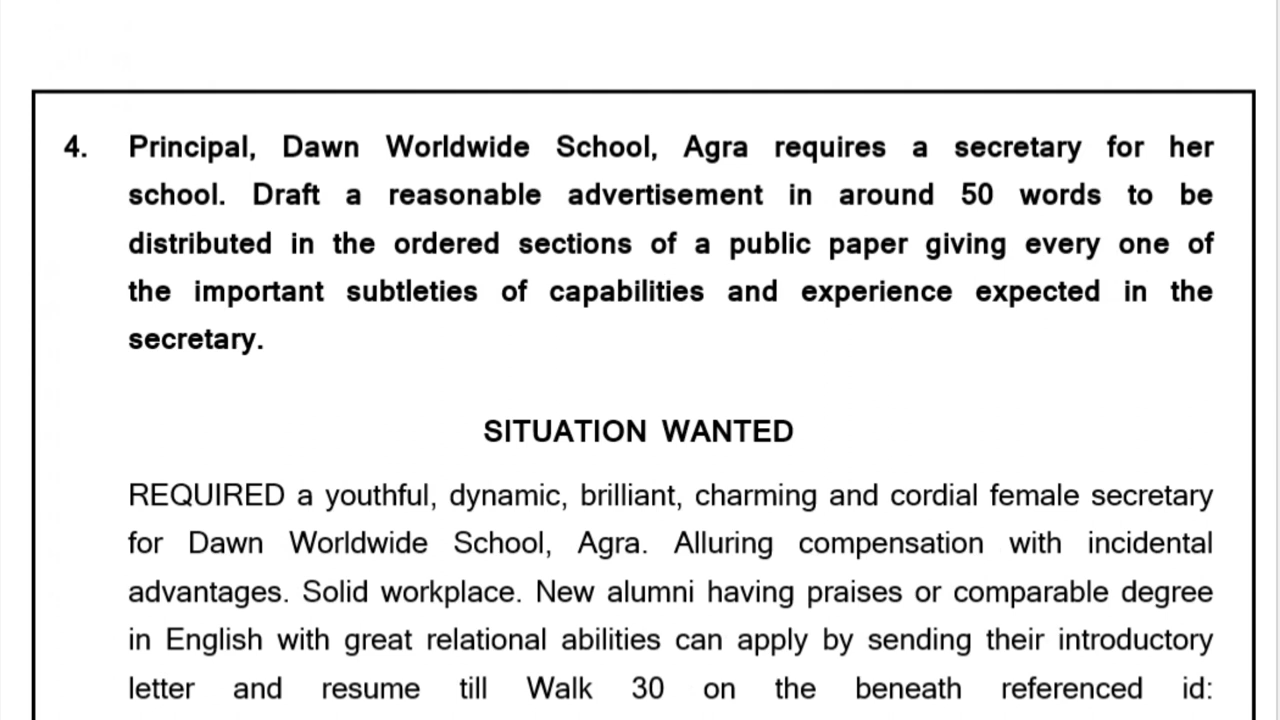 4. Principal, Dawn Worldwide School, Agra requires a secretary for her
school. Draft a reasonable advertisement in around 50 words to be
distributed in the ordered sections of a public paper giving every one of
the important subtleties of capabilities and experience expected in the
secretary.
SITUATION WANTED
REQUIRED a youthful, dynamic, brilliant, charming and cordial female secretary
for Dawn Worldwide School, Agra. Alluring compensation with incidental
advantages. Solid workplace. New alumni having praises or comparable degree
in English with great relational abilities can apply by sending their introductory
letter and resume till Walk 30 on the beneath referenced id: